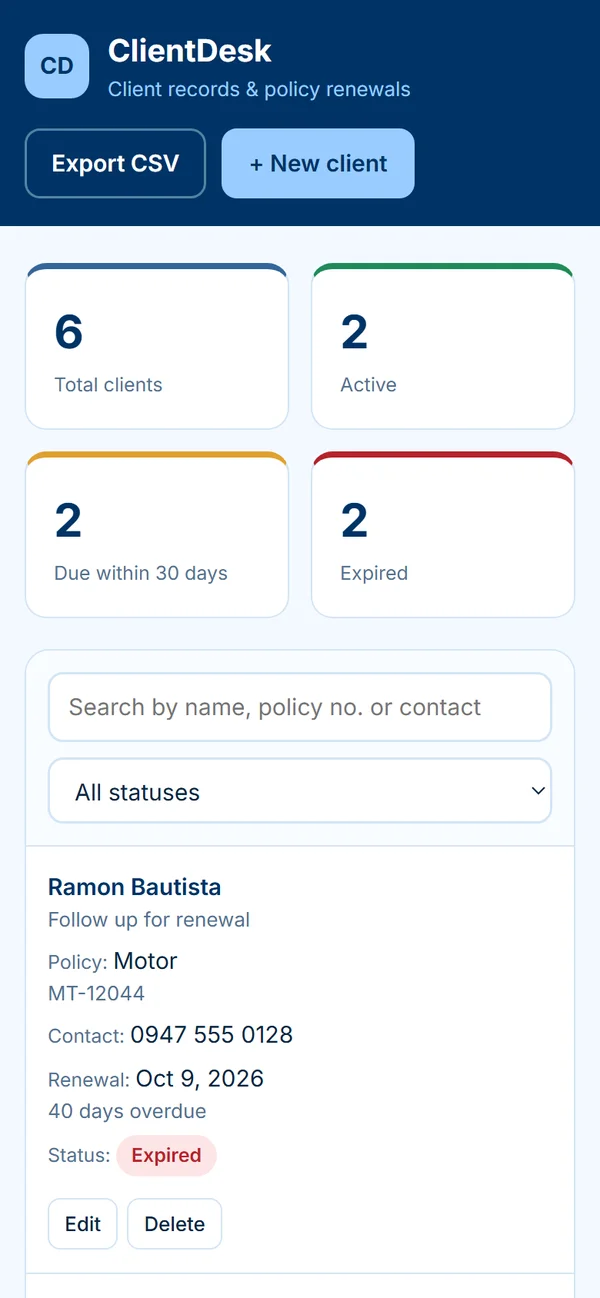 CD
ClientDesk
Client records & policy renewals
Export CSV
+ New client
6
Total clients
2
Active
2
Due within 30 days
2
Expired
Search by name, policy no. or contact
All statuses
Ramon Bautista
Follow up for renewal
Policy: Motor
MT-12044
Contact: 0947 555 0128
Renewal: Oct 9, 2026
40 days overdue
Status: Expired
Edit
Delete